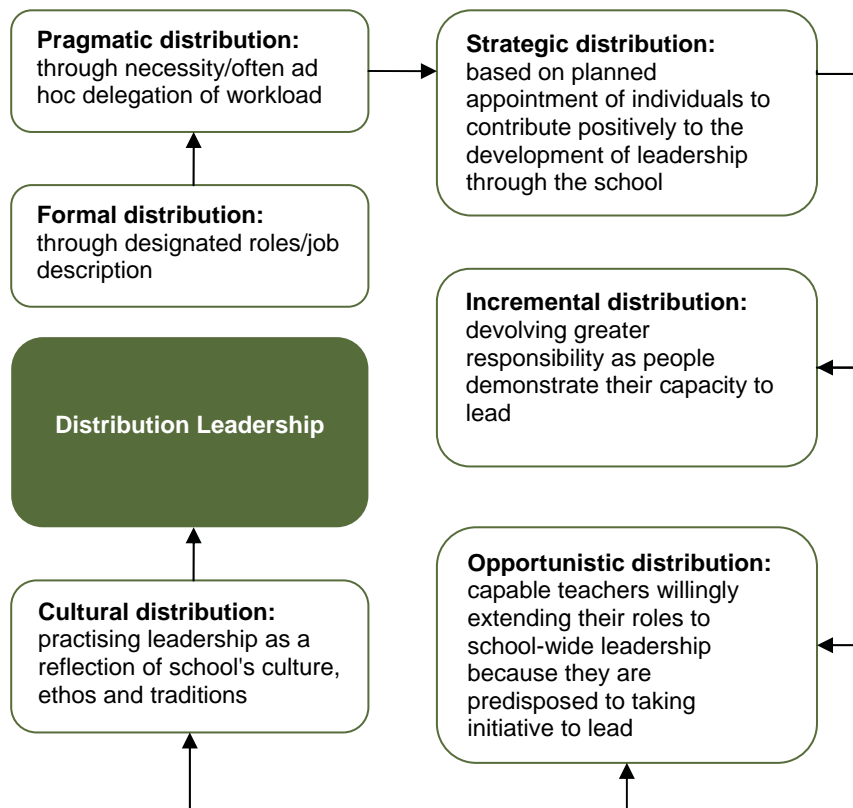 Pragmatic distribution:
through necessity/often ad
hoc delegation of workload
Strategic distribution:
based on planned
appointment of individuals to
contribute positively to the
development of leadership
through the school
Formal distribution:
through designated roles/job
description
Incremental distribution:
devolving greater
responsibility as people
demonstrate their capacity to
lead
Distribution Leadership
Opportunistic distribution:
capable teachers willingly
extending their roles to
school-wide leadership
because they are
predisposed to taking
initiative to lead
Cultural distribution:
practising leadership as a
reflection of school's culture,
ethos and traditions